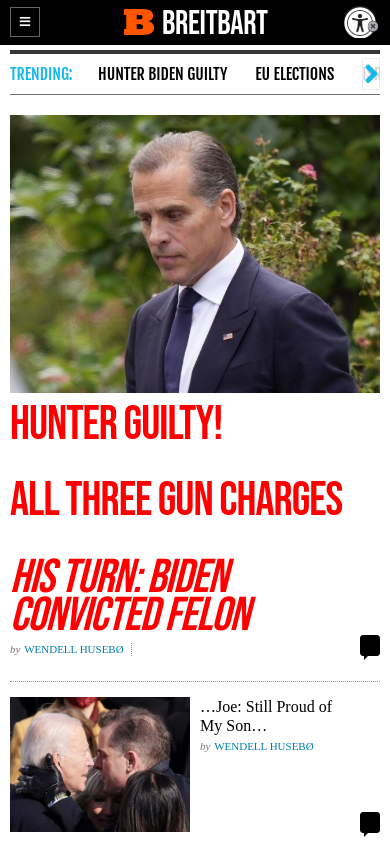 BREITBART
TRENDING:
HUNTER BIDEN GUILTY
EU ELECTIONS
HUNTER GUILTY!
ALL THREE GUN CHARGES
HIS TURN: BIDEN
CONVICTED FELON
by WENDELL HUSEBØ
…Joe: Still Proud of
My Son…
by WENDELL HUSEBØ